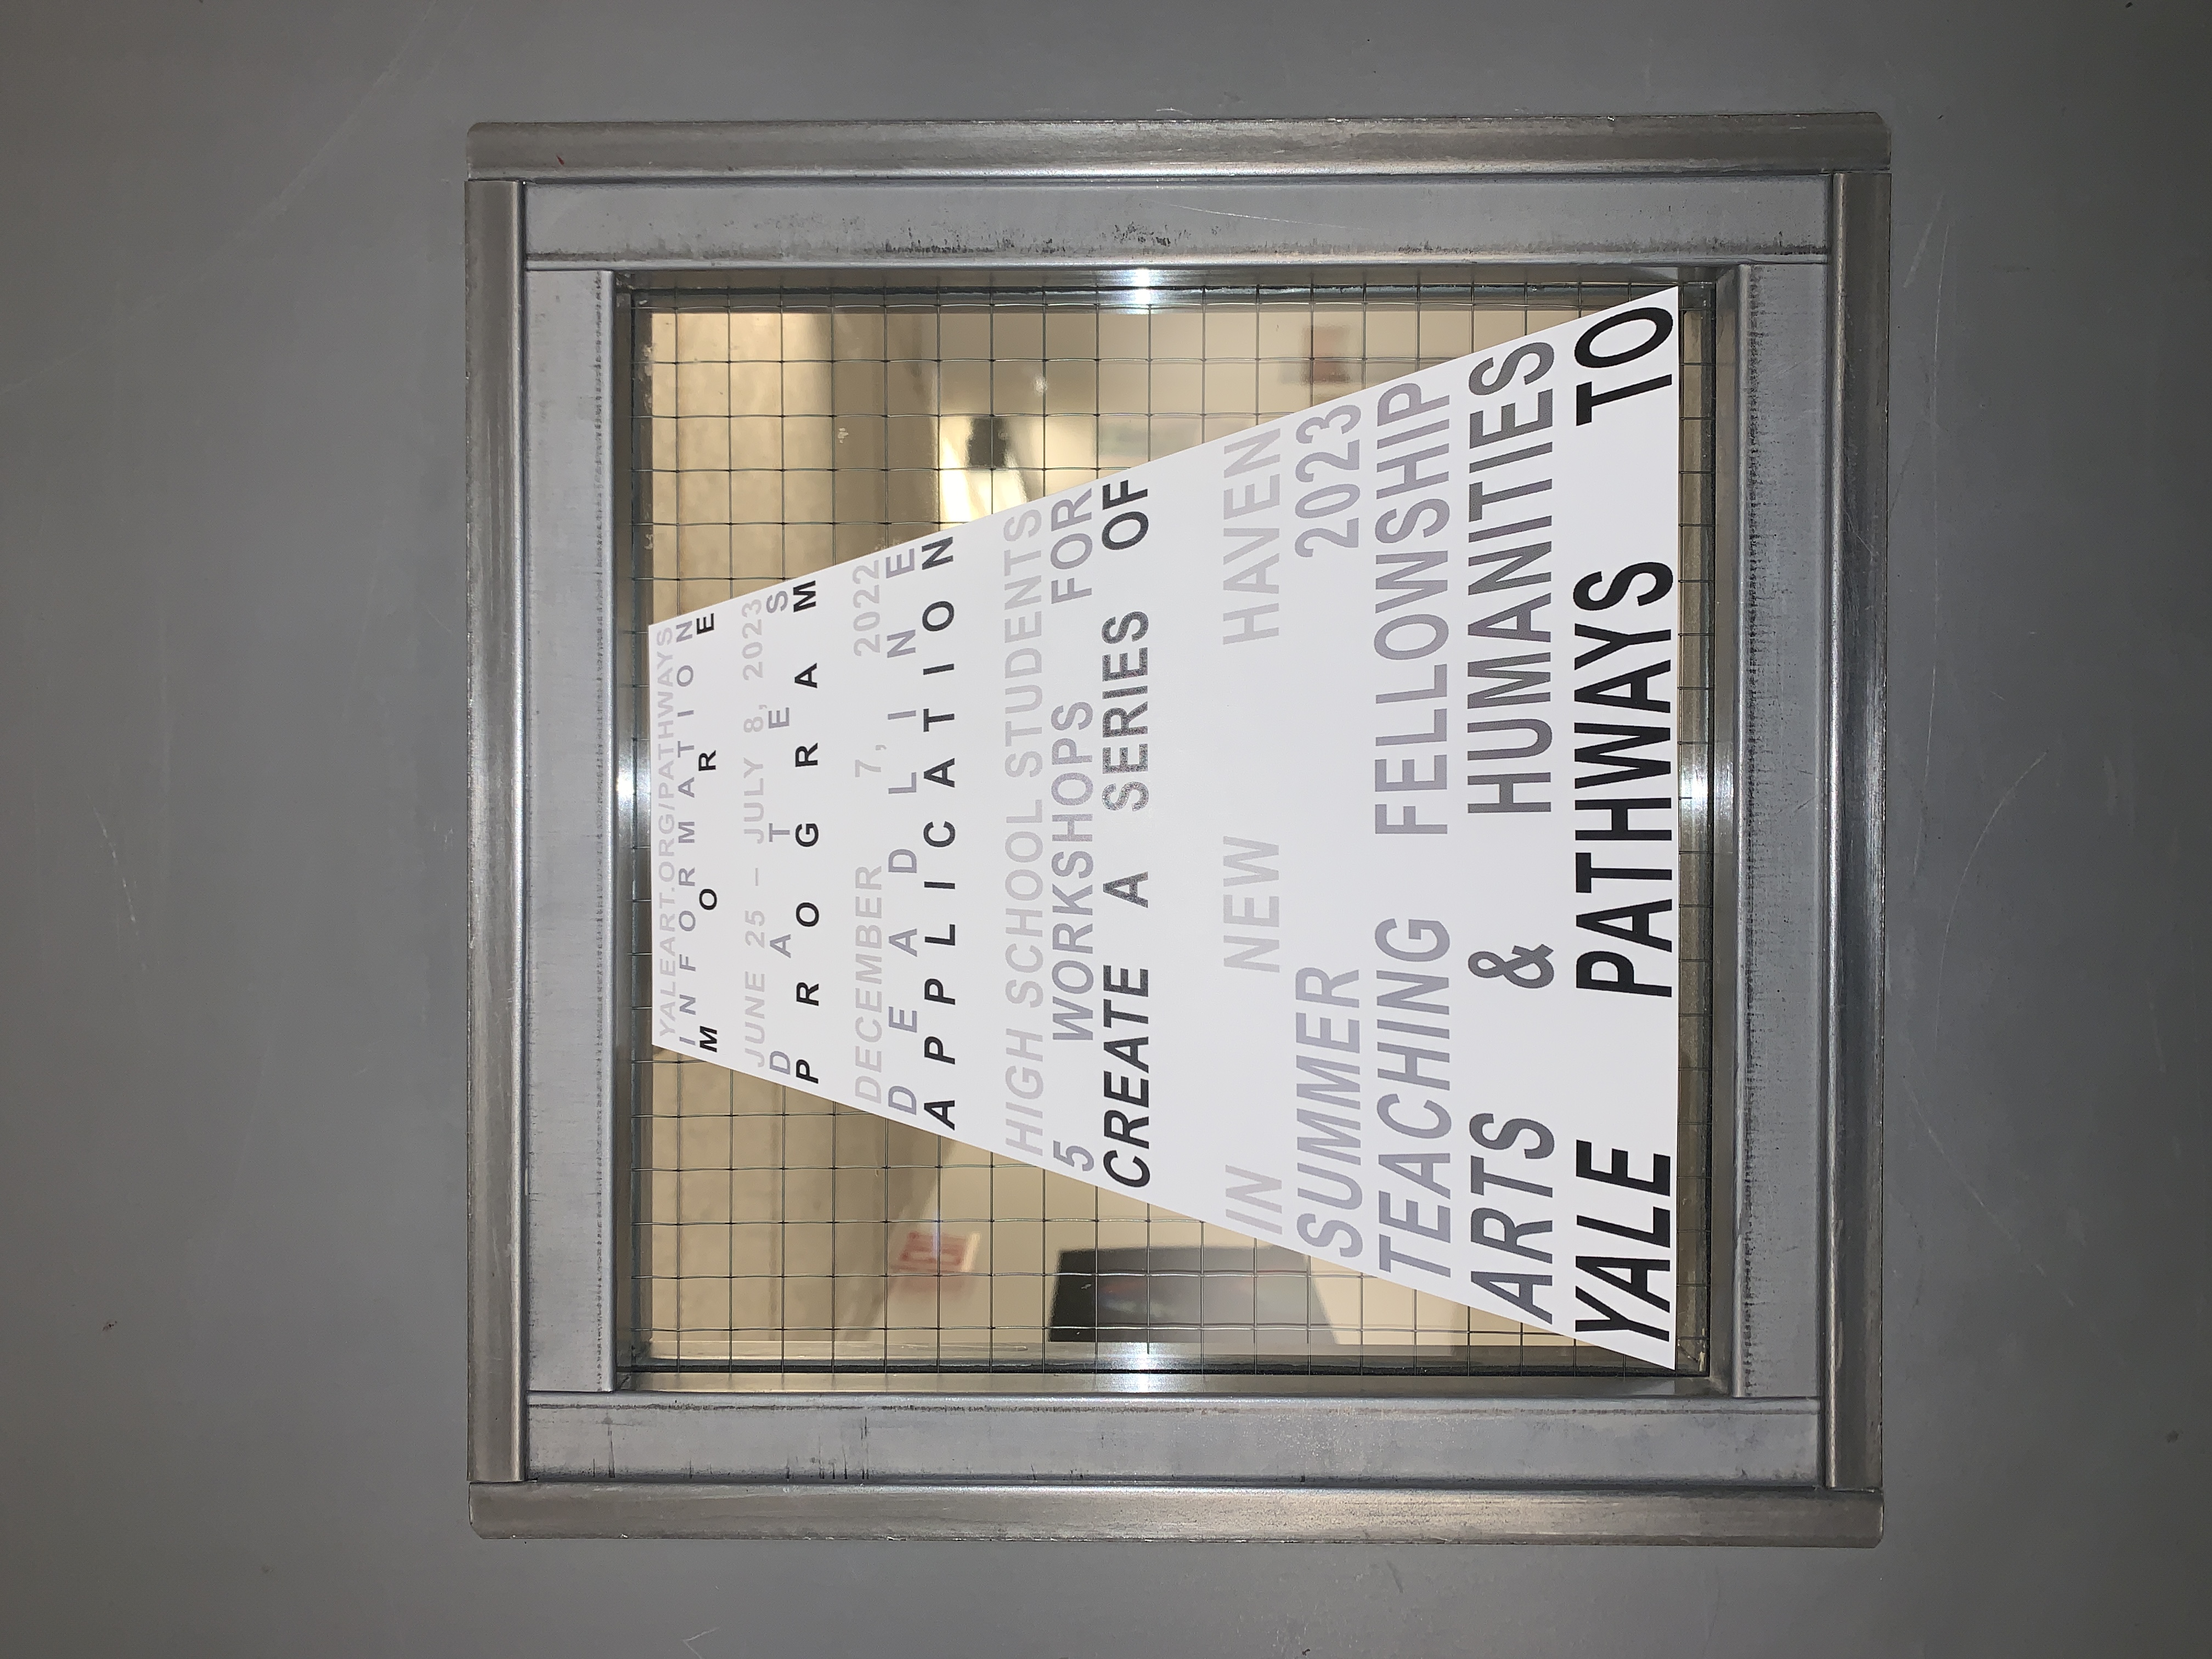 YALE PATHWAYS TO
ARTS & HUMANITIES
TEACHING FELLOWSHIP
SUMMER 2023
IN NEW HAVEN
CREATE A SERIES OF
5 WORKSHOPS FOR
HIGH SCHOOL STUDENTS
APPLICATION
DEADLINE
DECEMBER 7, 2022
PROGRAM
DATES
JUNE 25 – JULY 8, 2023
MORE
INFORMATION
YALEART.ORG/PATHWAYS
EXIT